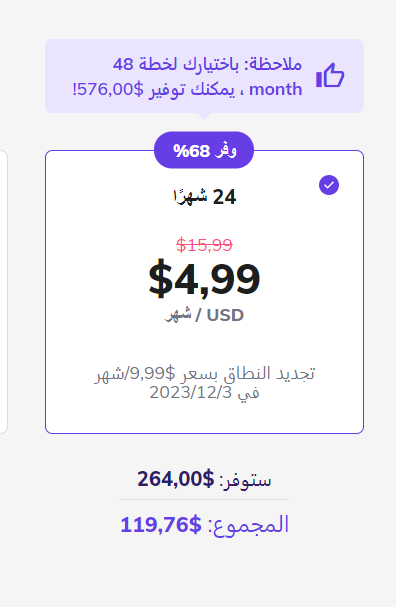 ملاحظة: باختيارك لخطة 48
month ، يمكنك توفير $576,00!
وفر 68%
24 شهرًا
$15,99
$4,99
USD / شهر
تجديد النطاق بسعر $9,99/شهر
في 2023/12/3
ستوفر: $264,00
المجموع: $119,76